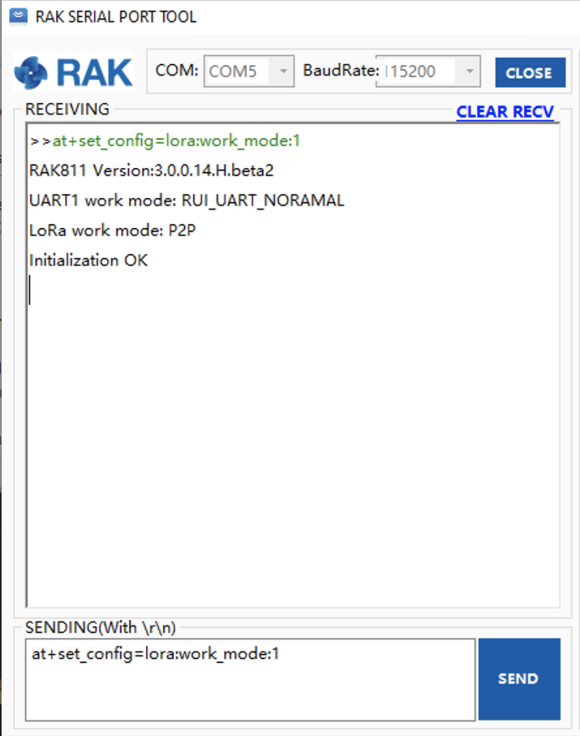 RAK SERIAL PORT TOOL
RAK COM: COM5 BaudRate: 115200 CLOSE
RECEIVING CLEAR RECV
>>at+set_config=lora:work_mode:1
RAK811 Version:3.0.0.14.H.beta2
UART1 work mode: RUI_UART_NORAMAL
LoRa work mode: P2P
Initialization OK
SENDING(With \r\n)
at+set_config=lora:work_mode:1
SEND